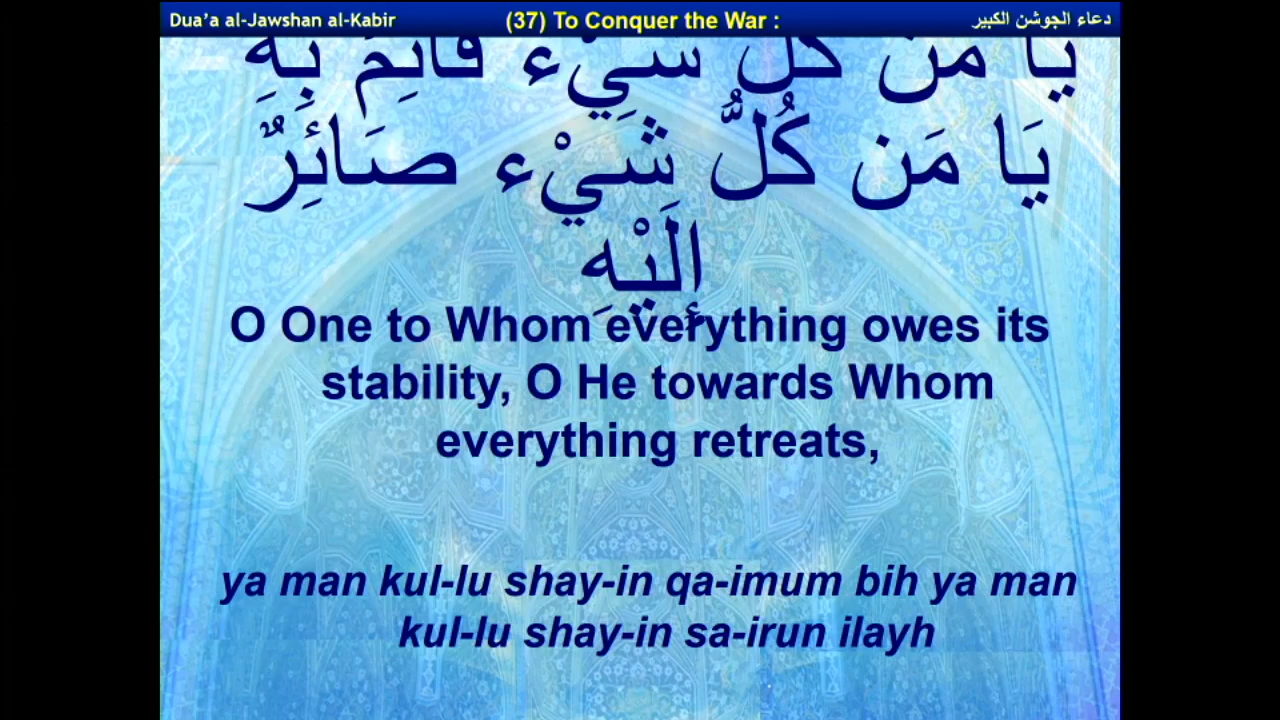 Dua'a al-Jawshan al-Kabir (37) To Conquer the War : دعاء الجوشن الكبير
يَا مَنْ كُلُّ شَيْء قَائِمٌ بِهِ
يَا مَن كُلُّ شَيْء صَائِرٌ
إِلَيْهِ
O One to Whom everything owes its
stability, O He towards Whom
everything retreats,
ya man kul-lu shay-in qa-imum bih ya man
kul-lu shay-in sa-irun ilayh